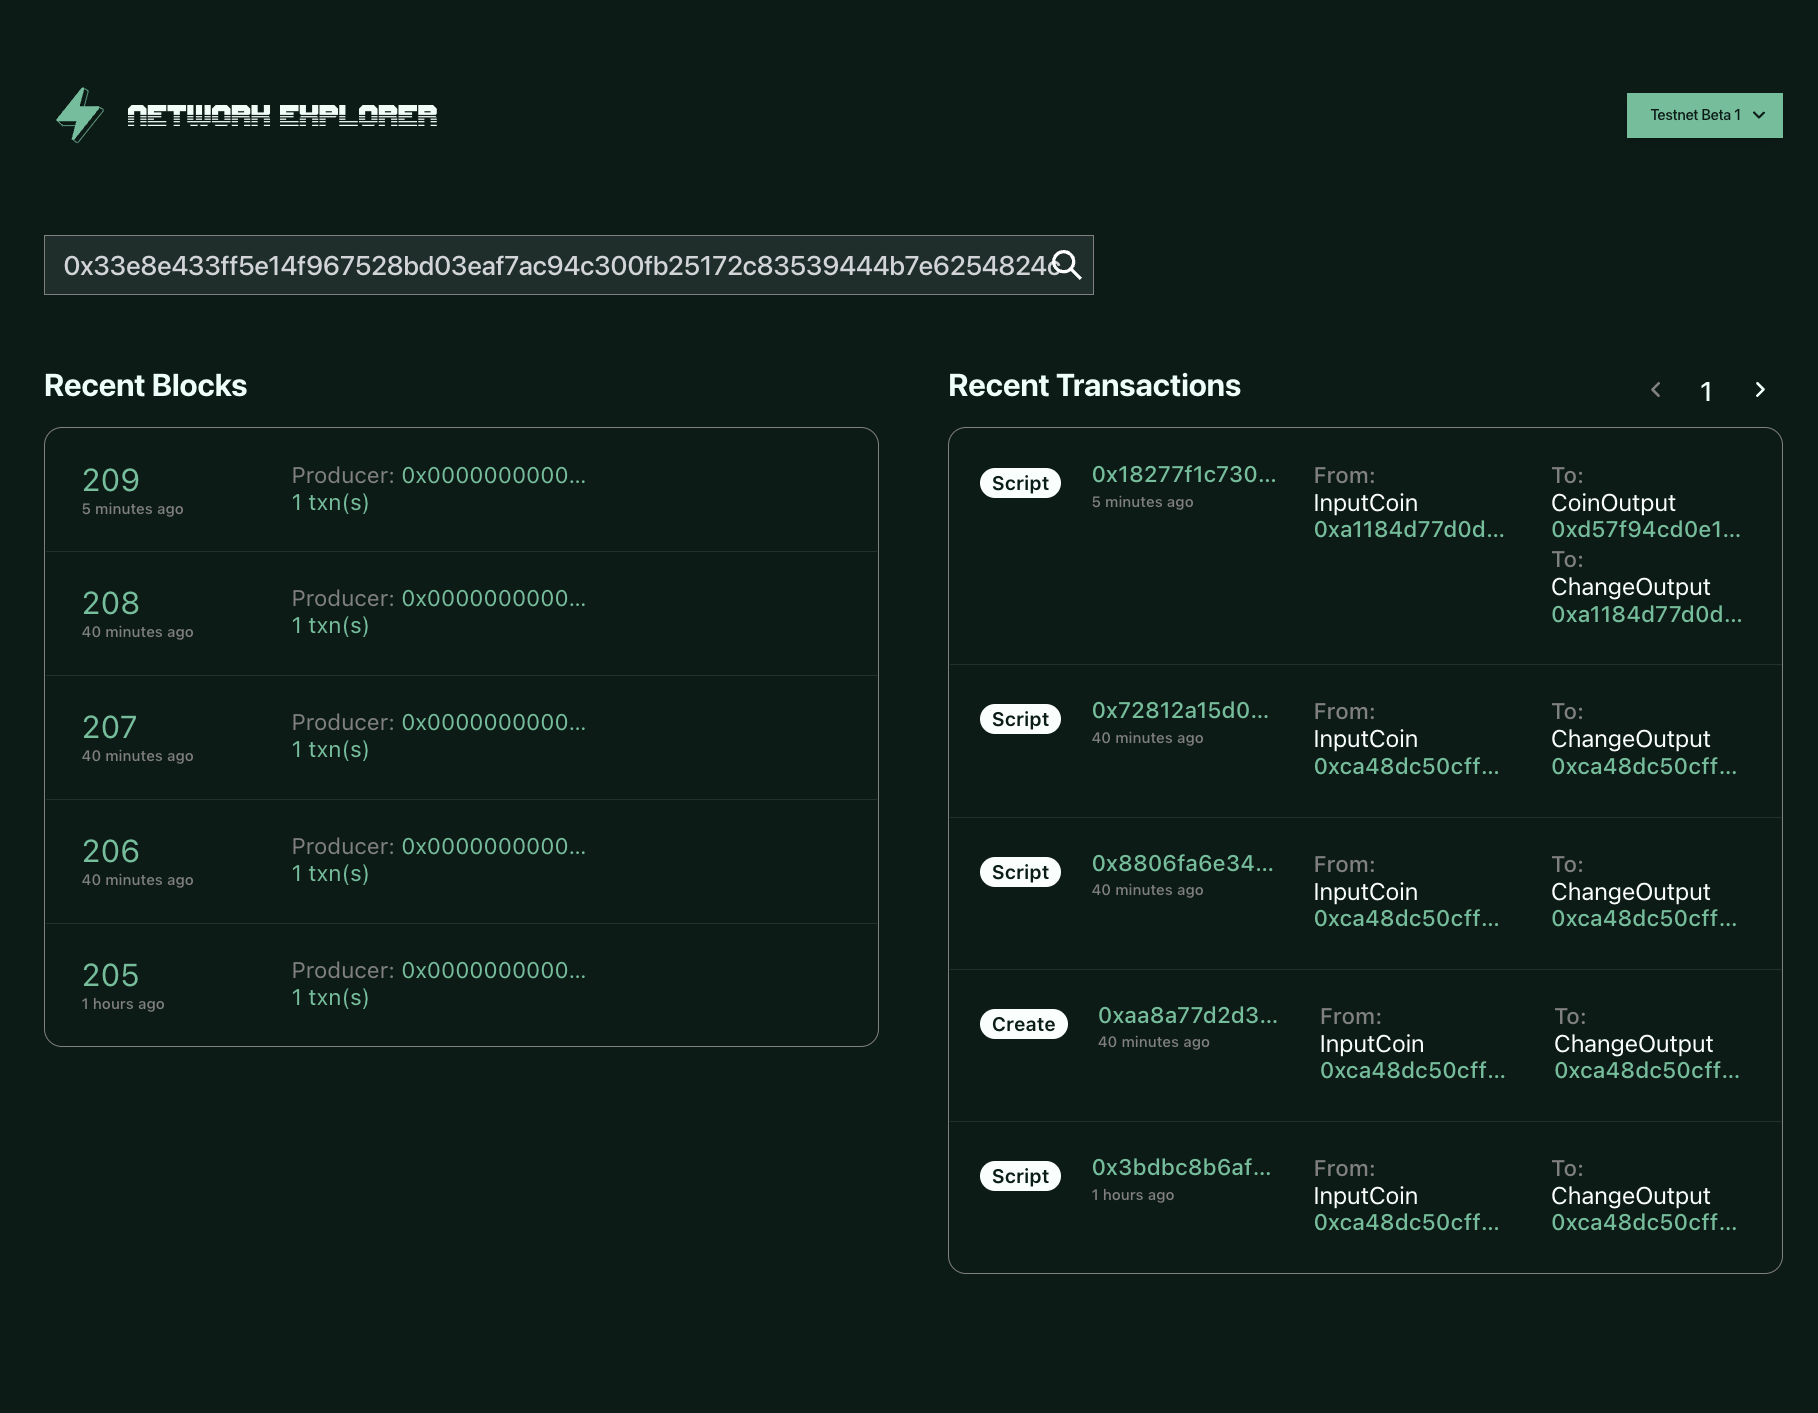 NETWORK EXPLORER
Testnet Beta 1
0x33e8e433ff5e14f967528bd03eaf7ac94c300fb25172c83539444b7e6254824c
Recent Blocks
209
5 minutes ago
Producer: 0x0000000000...
1 txn(s)
208
40 minutes ago
Producer: 0x0000000000...
1 txn(s)
207
40 minutes ago
Producer: 0x0000000000...
1 txn(s)
206
40 minutes ago
Producer: 0x0000000000...
1 txn(s)
205
1 hours ago
Producer: 0x0000000000...
1 txn(s)
Recent Transactions
1
Script
0x18277f1c730...
5 minutes ago
From:
InputCoin
0xa1184d77d0d...
To:
CoinOutput
0xd57f94cd0e1...
To:
ChangeOutput
0xa1184d77d0d...
Script
0x72812a15d0...
40 minutes ago
From:
InputCoin
0xca48dc50cff...
To:
ChangeOutput
0xca48dc50cff...
Script
0x8806fa6e34...
40 minutes ago
From:
InputCoin
0xca48dc50cff...
To:
ChangeOutput
0xca48dc50cff...
Create
0xaa8a77d2d3...
40 minutes ago
From:
InputCoin
0xca48dc50cff...
To:
ChangeOutput
0xca48dc50cff...
Script
0x3bdbc8b6af...
1 hours ago
From:
InputCoin
0xca48dc50cff...
To:
ChangeOutput
0xca48dc50cff...